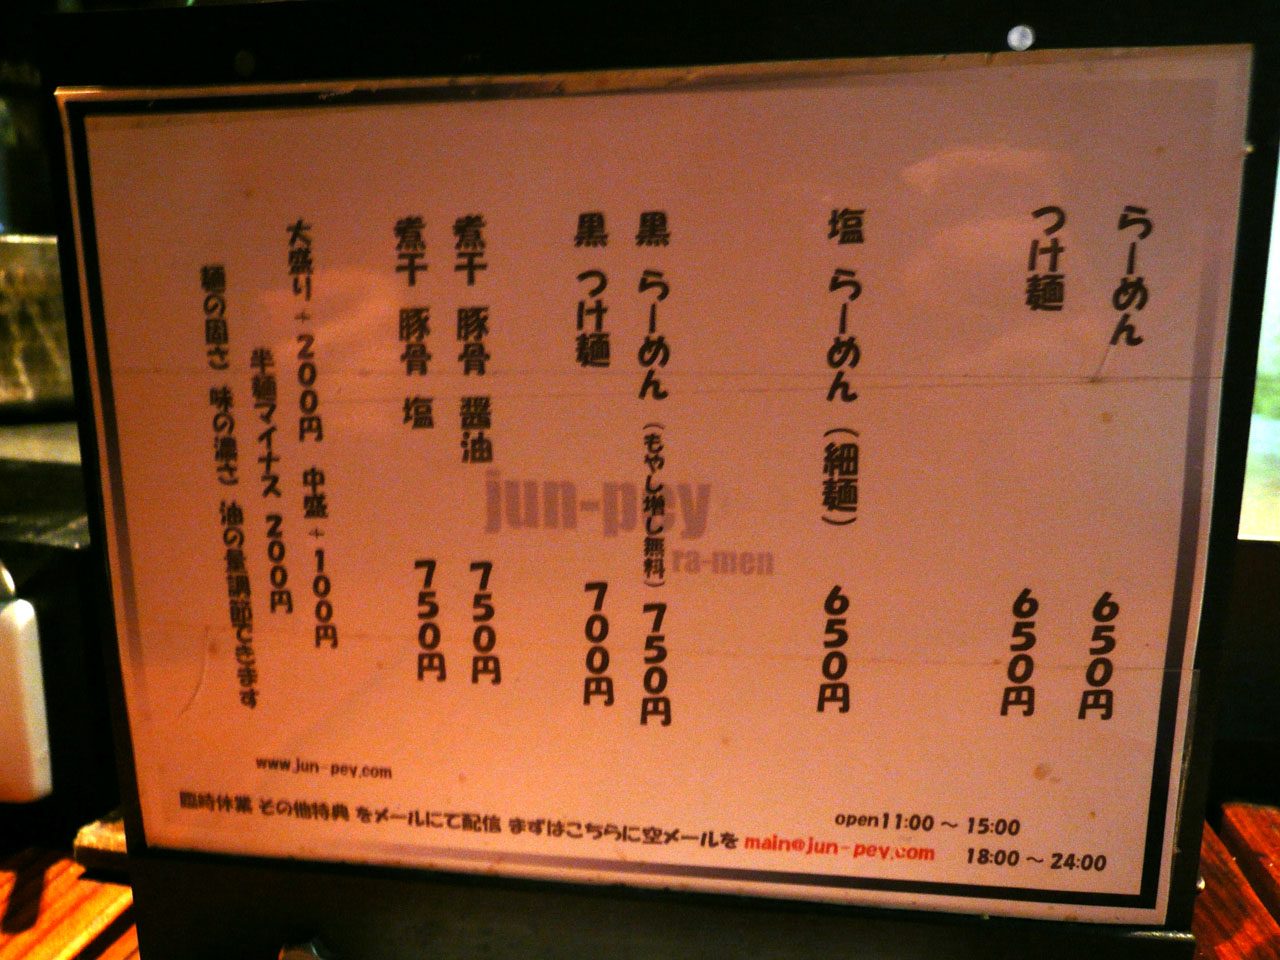 らーめん 650円
つけ麺 650円
塩 らーめん (細麺) 650円
黒 らーめん (もやし増し無料) 750円
黒 つけ麺 700円
煮干 豚骨 醤油 750円
煮干 豚骨 塩 750円
大盛り+200円 中盛+100円
半麺マイナス 200円
麺の固さ 味の濃さ 油の量調節できます
jun-pey
ra-men
www.jun-pey.com
臨時休業 その他特典 をメールにて配信 まずはこちらに空メールを main@jun-pey.com
open11:00 ～ 15:00
18:00 ～ 24:00